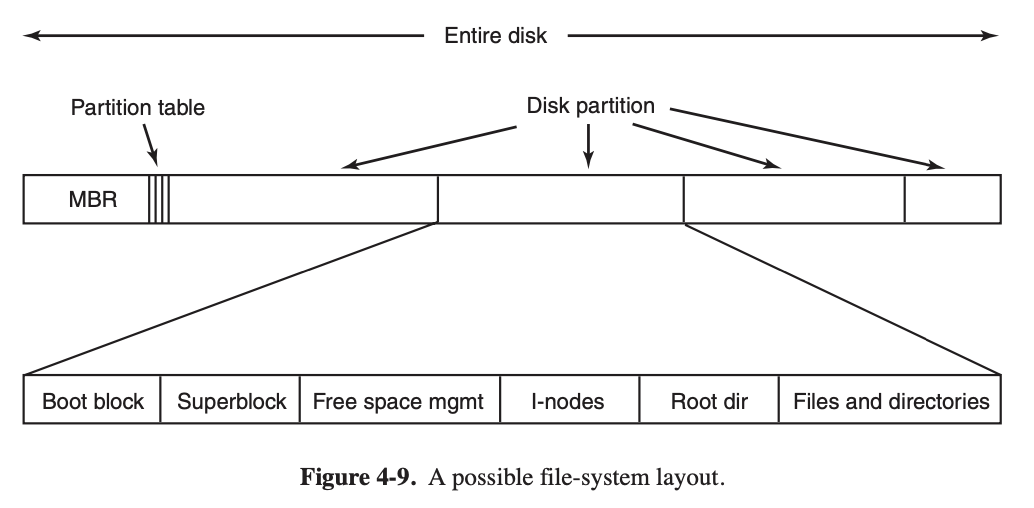 Entire disk
Partition table
Disk partition
MBR
Boot block
Superblock
Free space mgmt
I-nodes
Root dir
Files and directories
Figure 4-9. A possible file-system layout.